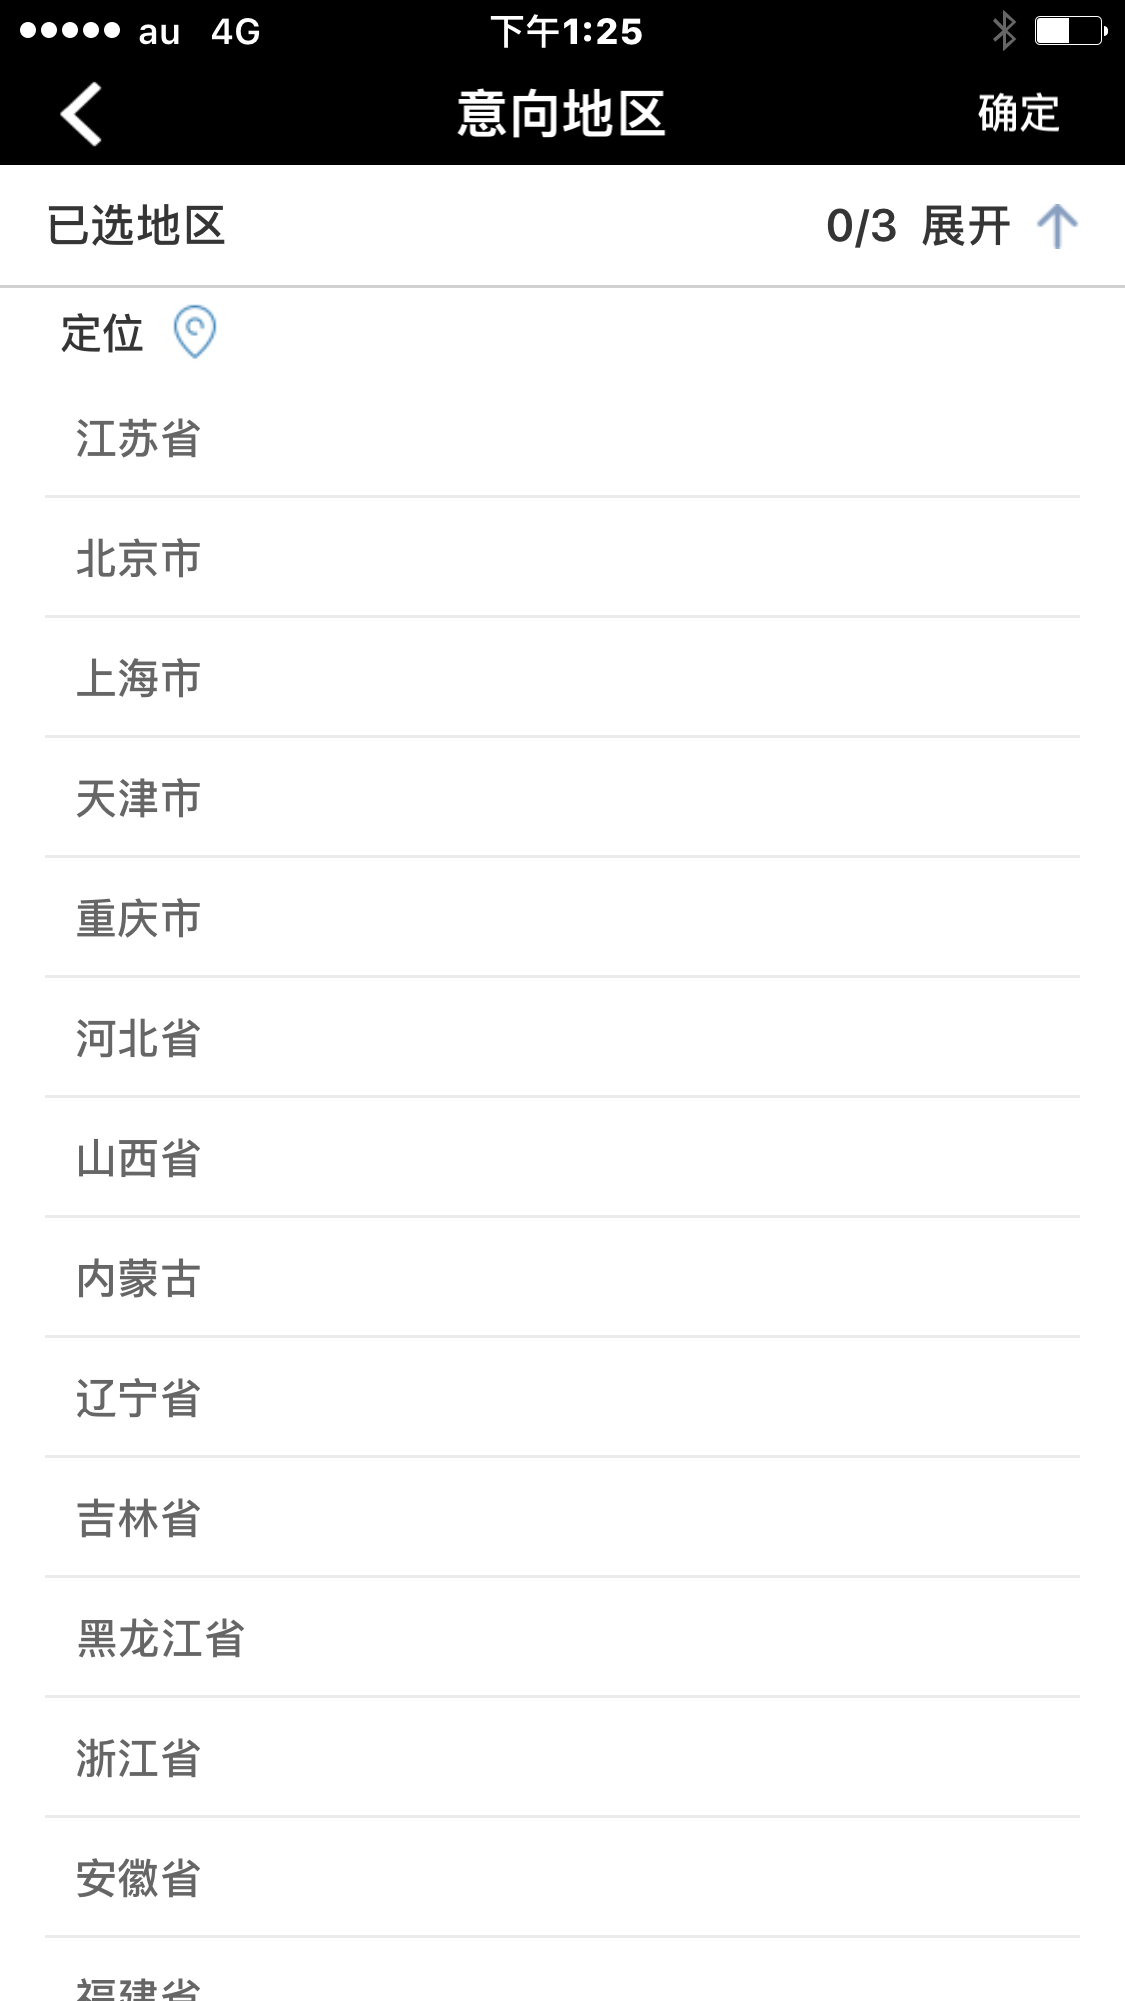 au 4G 下午1:25
意向地区 确定
已选地区 0/3 展开
定位
江苏省
北京市
上海市
天津市
重庆市
河北省
山西省
内蒙古
辽宁省
吉林省
黑龙江省
浙江省
安徽省
福建省